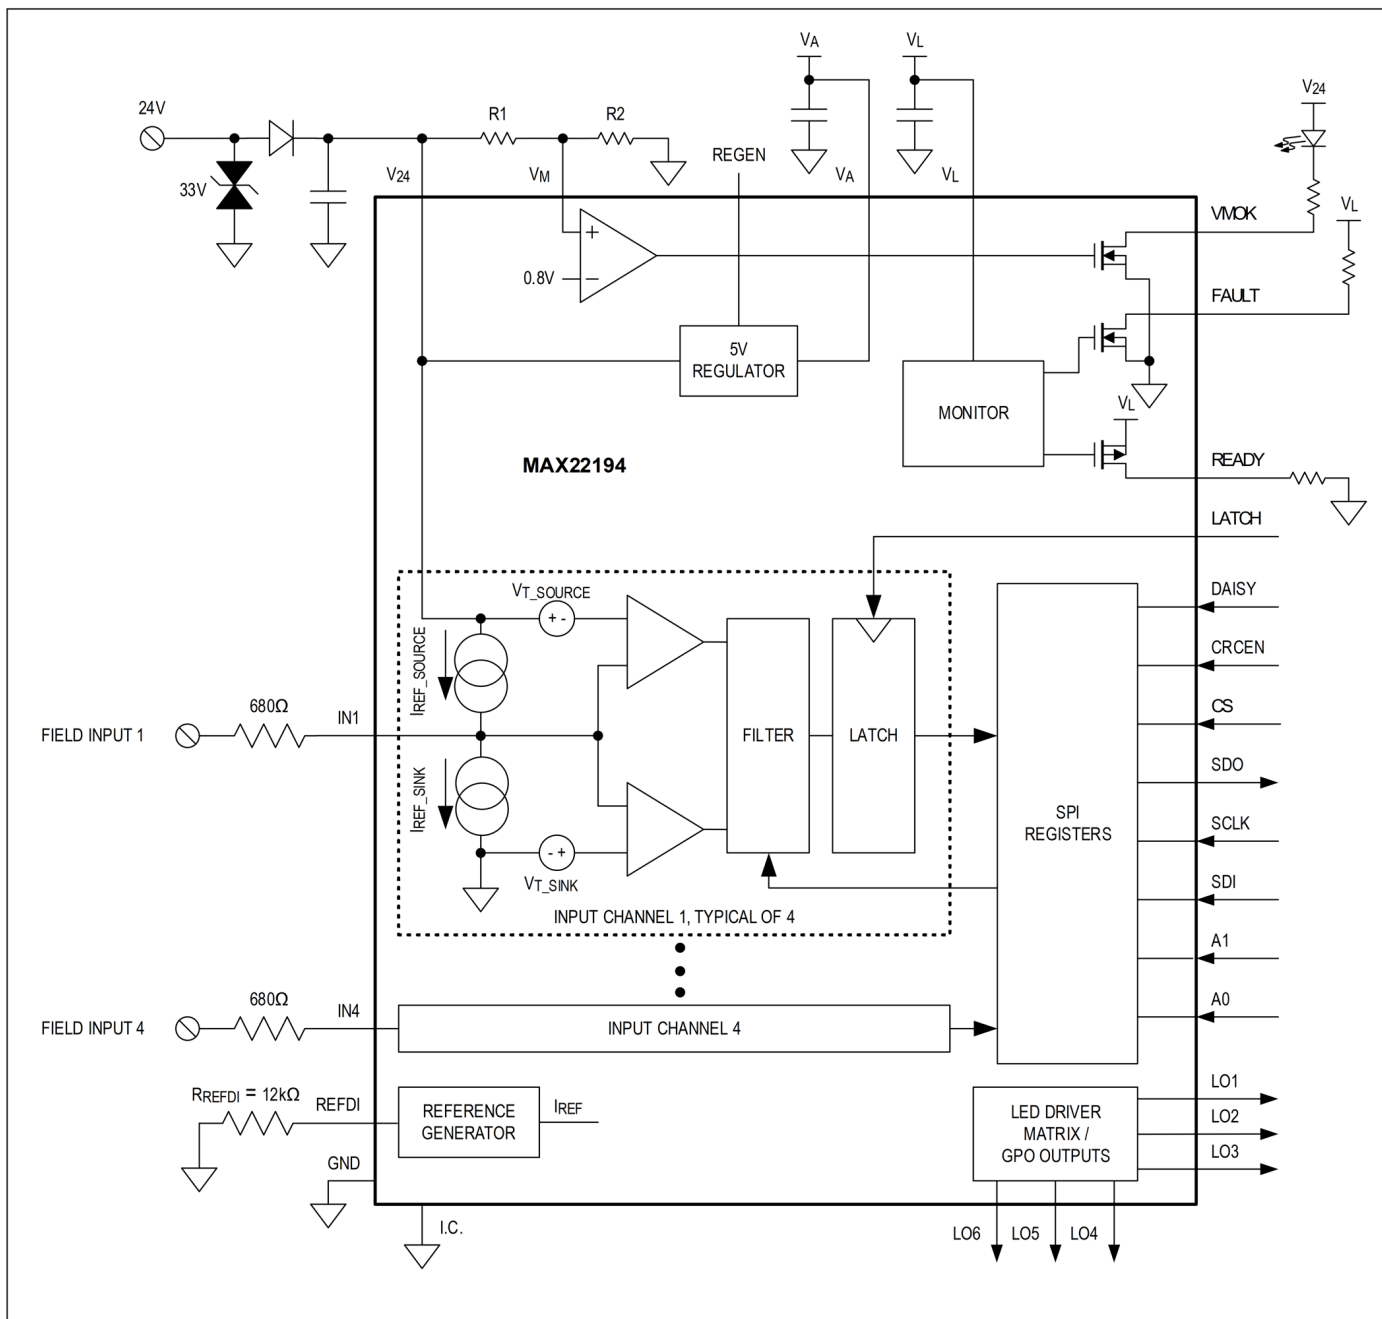 VA
VL
24V
R1
R2
V24
33V
V24
VM
REGEN
VA
VL
VMOK
VL
0.8V
FAULT
5V
REGULATOR
MONITOR
VL
MAX22194
READY
LATCH
VT_SOURCE
DAISY
IREF_SOURCE
CRCEN
680Ω
IN1
CS
FIELD INPUT 1
FILTER
LATCH
SDO
IREF_SINK
SPI
REGISTERS
SCLK
VT_SINK
SDI
INPUT CHANNEL 1, TYPICAL OF 4
A1
680Ω
IN4
A0
FIELD INPUT 4
INPUT CHANNEL 4
RREFDI = 12kΩ
REFDI
REFERENCE
GENERATOR
IREF
LED DRIVER
MATRIX /
GPO OUTPUTS
LO1
LO2
LO3
GND
I.C.
LO6
LO5
LO4